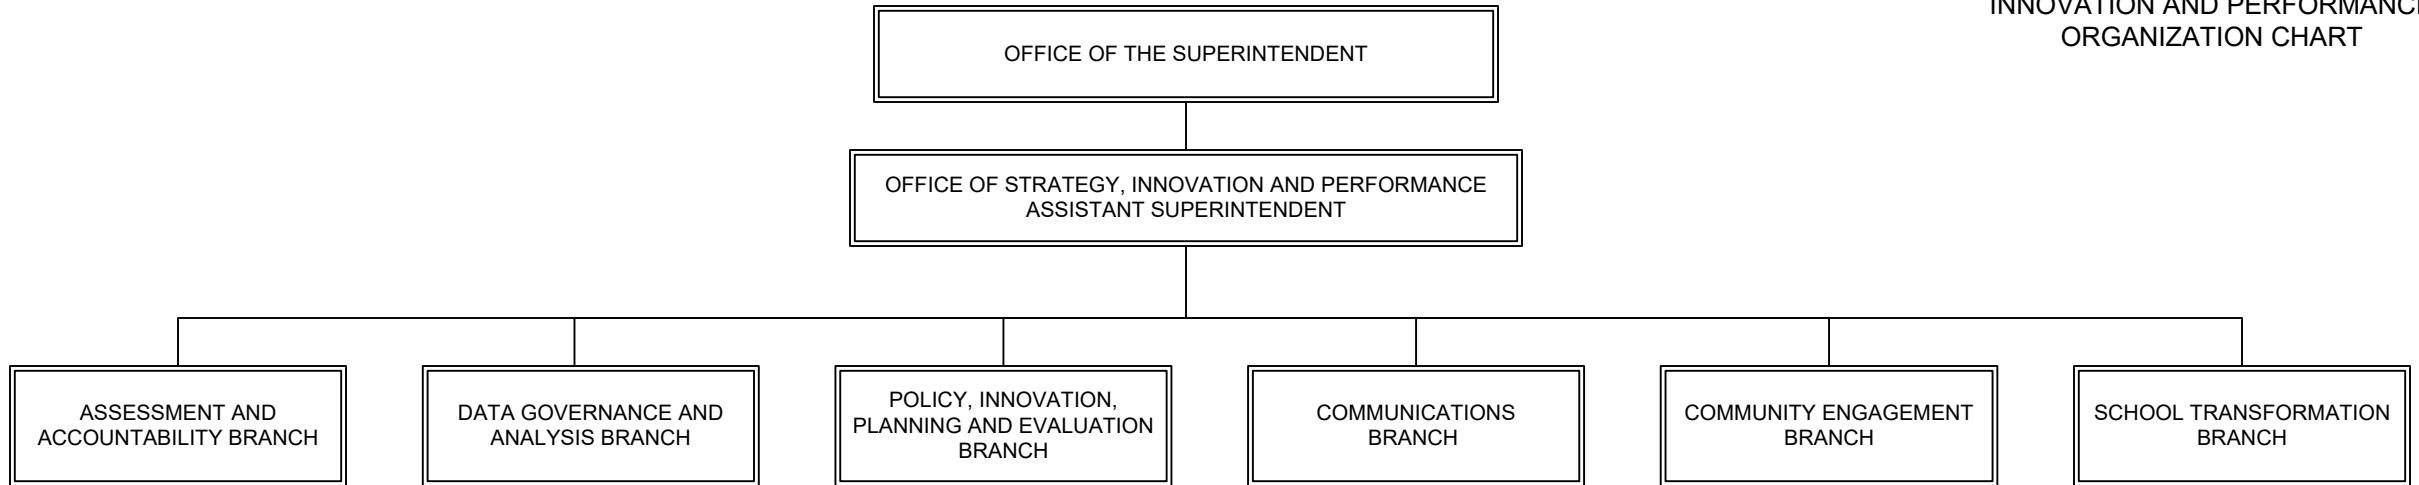 INNOVATION AND PERFORMANCE
ORGANIZATION CHART
OFFICE OF THE SUPERINTENDENT
OFFICE OF STRATEGY, INNOVATION AND PERFORMANCE
ASSISTANT SUPERINTENDENT
ASSESSMENT AND
ACCOUNTABILITY BRANCH
DATA GOVERNANCE AND
ANALYSIS BRANCH
POLICY, INNOVATION,
PLANNING AND EVALUATION
BRANCH
COMMUNICATIONS
BRANCH
COMMUNITY ENGAGEMENT
BRANCH
SCHOOL TRANSFORMATION
BRANCH